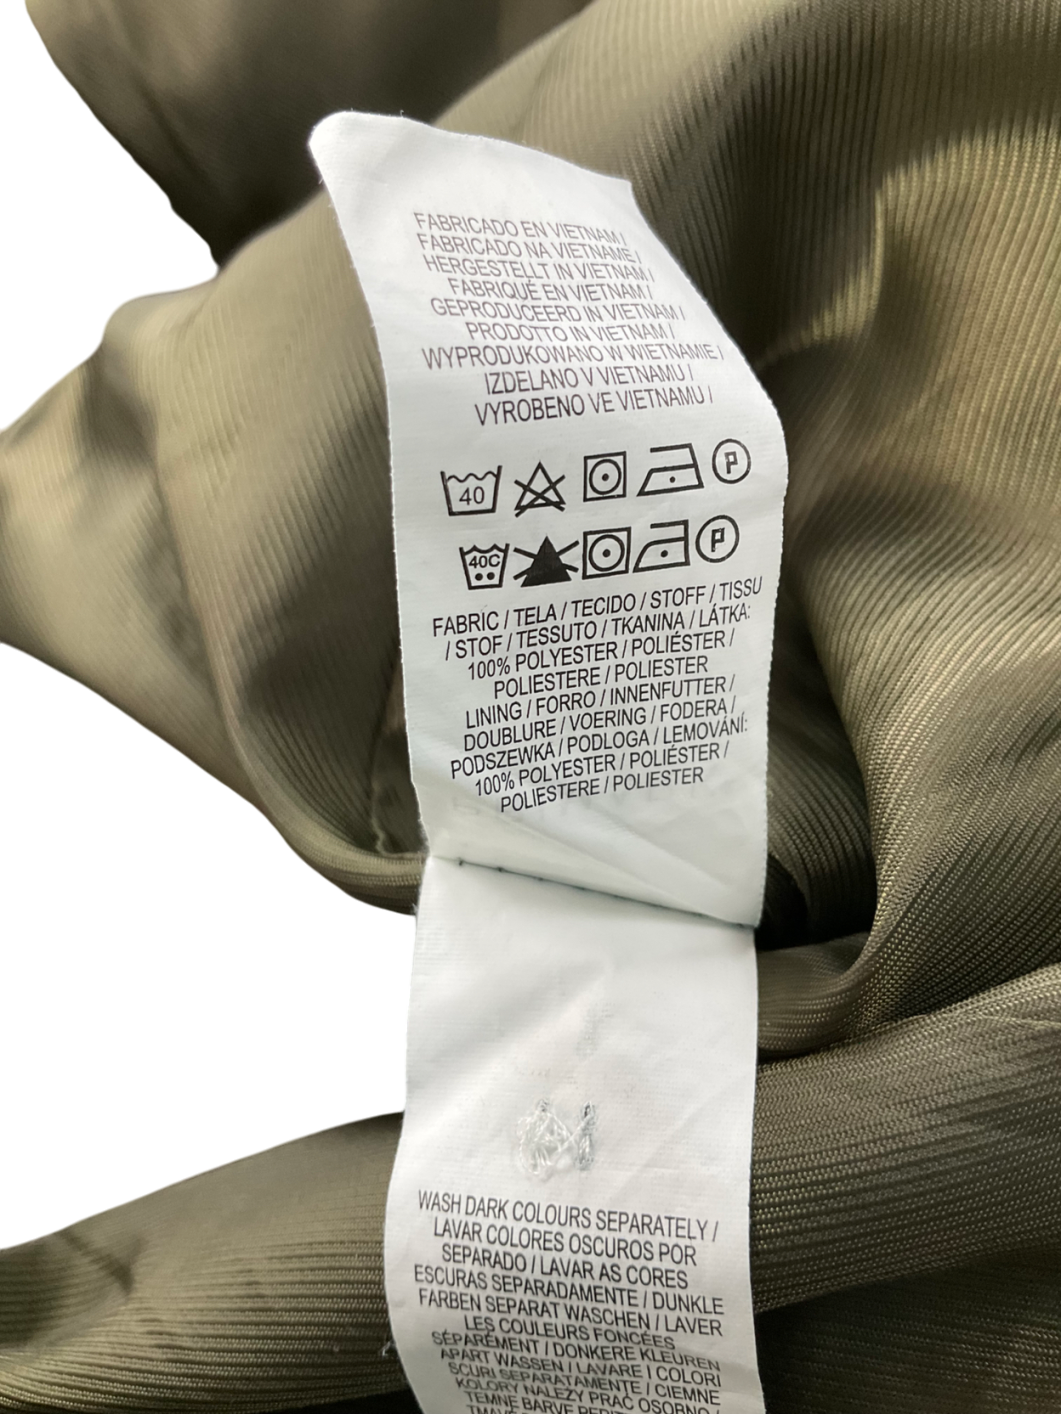 FABRICADO EN VIETNAM /
FABRICADO NA VIETNAME /
HERGESTELLT IN VIETNAM /
FABRIQUÉ EN VIETNAM /
GEPRODUCEERD IN VIETNAM /
PRODOTTO IN VIETNAM /
WYPRODUKOWANO W WIETNAMIE /
IZDELANO V VIETNAMU /
VYROBENO VE VIETNAMU /
40 P
40C P
FABRIC / TELA / TECIDO / STOFF / TISSU
/ STOF / TESSUTO / TKANINA / LÁTKA:
100% POLYESTER / POLIÉSTER /
POLIESTERE / POLIESTER
LINING / FORRO / INNENFUTTER /
DOUBLURE / VOERING / FODERA /
PODSZEWKA / PODLOGA / LEMOVÁNÍ:
100% POLYESTER / POLIÉSTER /
POLIESTERE / POLIESTER
WASH DARK COLOURS SEPARATELY /
LAVAR COLORES OSCUROS POR
SEPARADO / LAVAR AS CORES
ESCURAS SEPARADAMENTE / DUNKLE
FARBEN SEPARAT WASCHEN / LAVER
LES COULEURS FONCÉES
SÉPARÉMENT / DONKERE KLEUREN
APART WASSEN / LAVARE I COLORI
SCURI SEPARATAMENTE / CIEMNE
KOLORY NALEŻY PRAĆ OSOBNO /
TEMNE BARVE